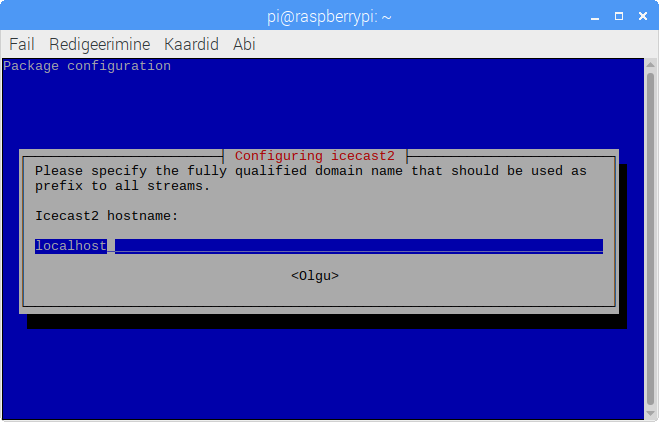 pi@raspberrypi: ~
Fail Redigeerimine Kaardid Abi
Package configuration
Configuring icecast2
Please specify the fully qualified domain name that should be used as
prefix to all streams.
Icecast2 hostname:
localhost
<Olgu>